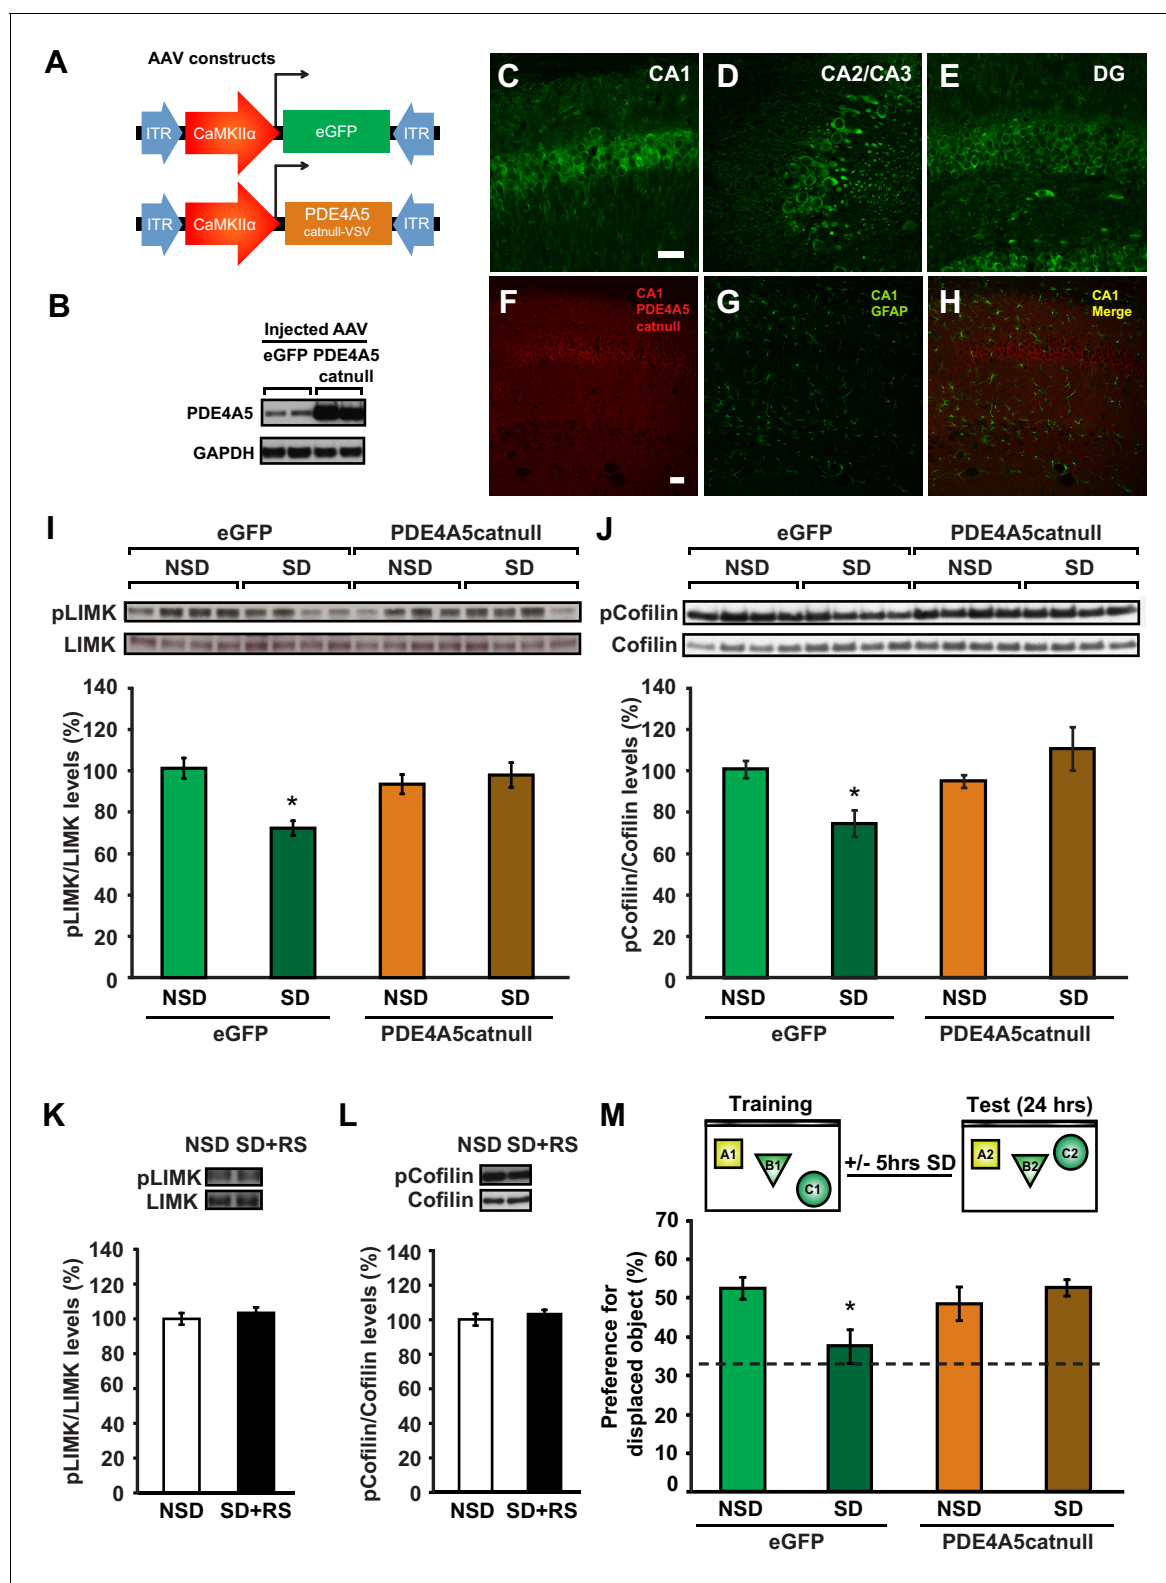 A
AAV constructs
ITR CaMKIIα eGFP ITR
ITR CaMKIIα PDE4A5 catnull-VSV ITR
B
Injected AAV
eGFP PDE4A5
catnull
PDE4A5
GAPDH
C CA1
D CA2/CA3
E DG
F CA1
PDE4A5
catnull
G CA1
GFAP
H CA1
Merge
I
eGFP PDE4A5catnull
NSD SD NSD SD
pLIMK
LIMK
pLIMK/LIMK levels (%)
140
120
100
80
60
40
20
0
NSD SD NSD SD
eGFP PDE4A5catnull
J
eGFP PDE4A5catnull
NSD SD NSD SD
pCofilin
Cofilin
pCofilin/Cofilin levels (%)
140
120
100
80
60
40
20
0
*
*
NSD SD NSD SD
eGFP PDE4A5catnull
K
NSD SD+RS
pLIMK
LIMK
pLIMK/LIMK levels (%)
140
120
100
80
60
40
20
0
NSD SD+RS
L
NSD SD+RS
pCofilin
Cofilin
pCofilin/Cofilin levels (%)
140
120
100
80
60
40
20
0
NSD SD+RS
M
Training Test (24 hrs)
A1 B1 C1
+/- 5hrs SD
A2 B2 C2
Preference for
displaced object (%)
70
60
50
40
30
20
10
0
*
NSD SD NSD SD
eGFP PDE4A5catnull